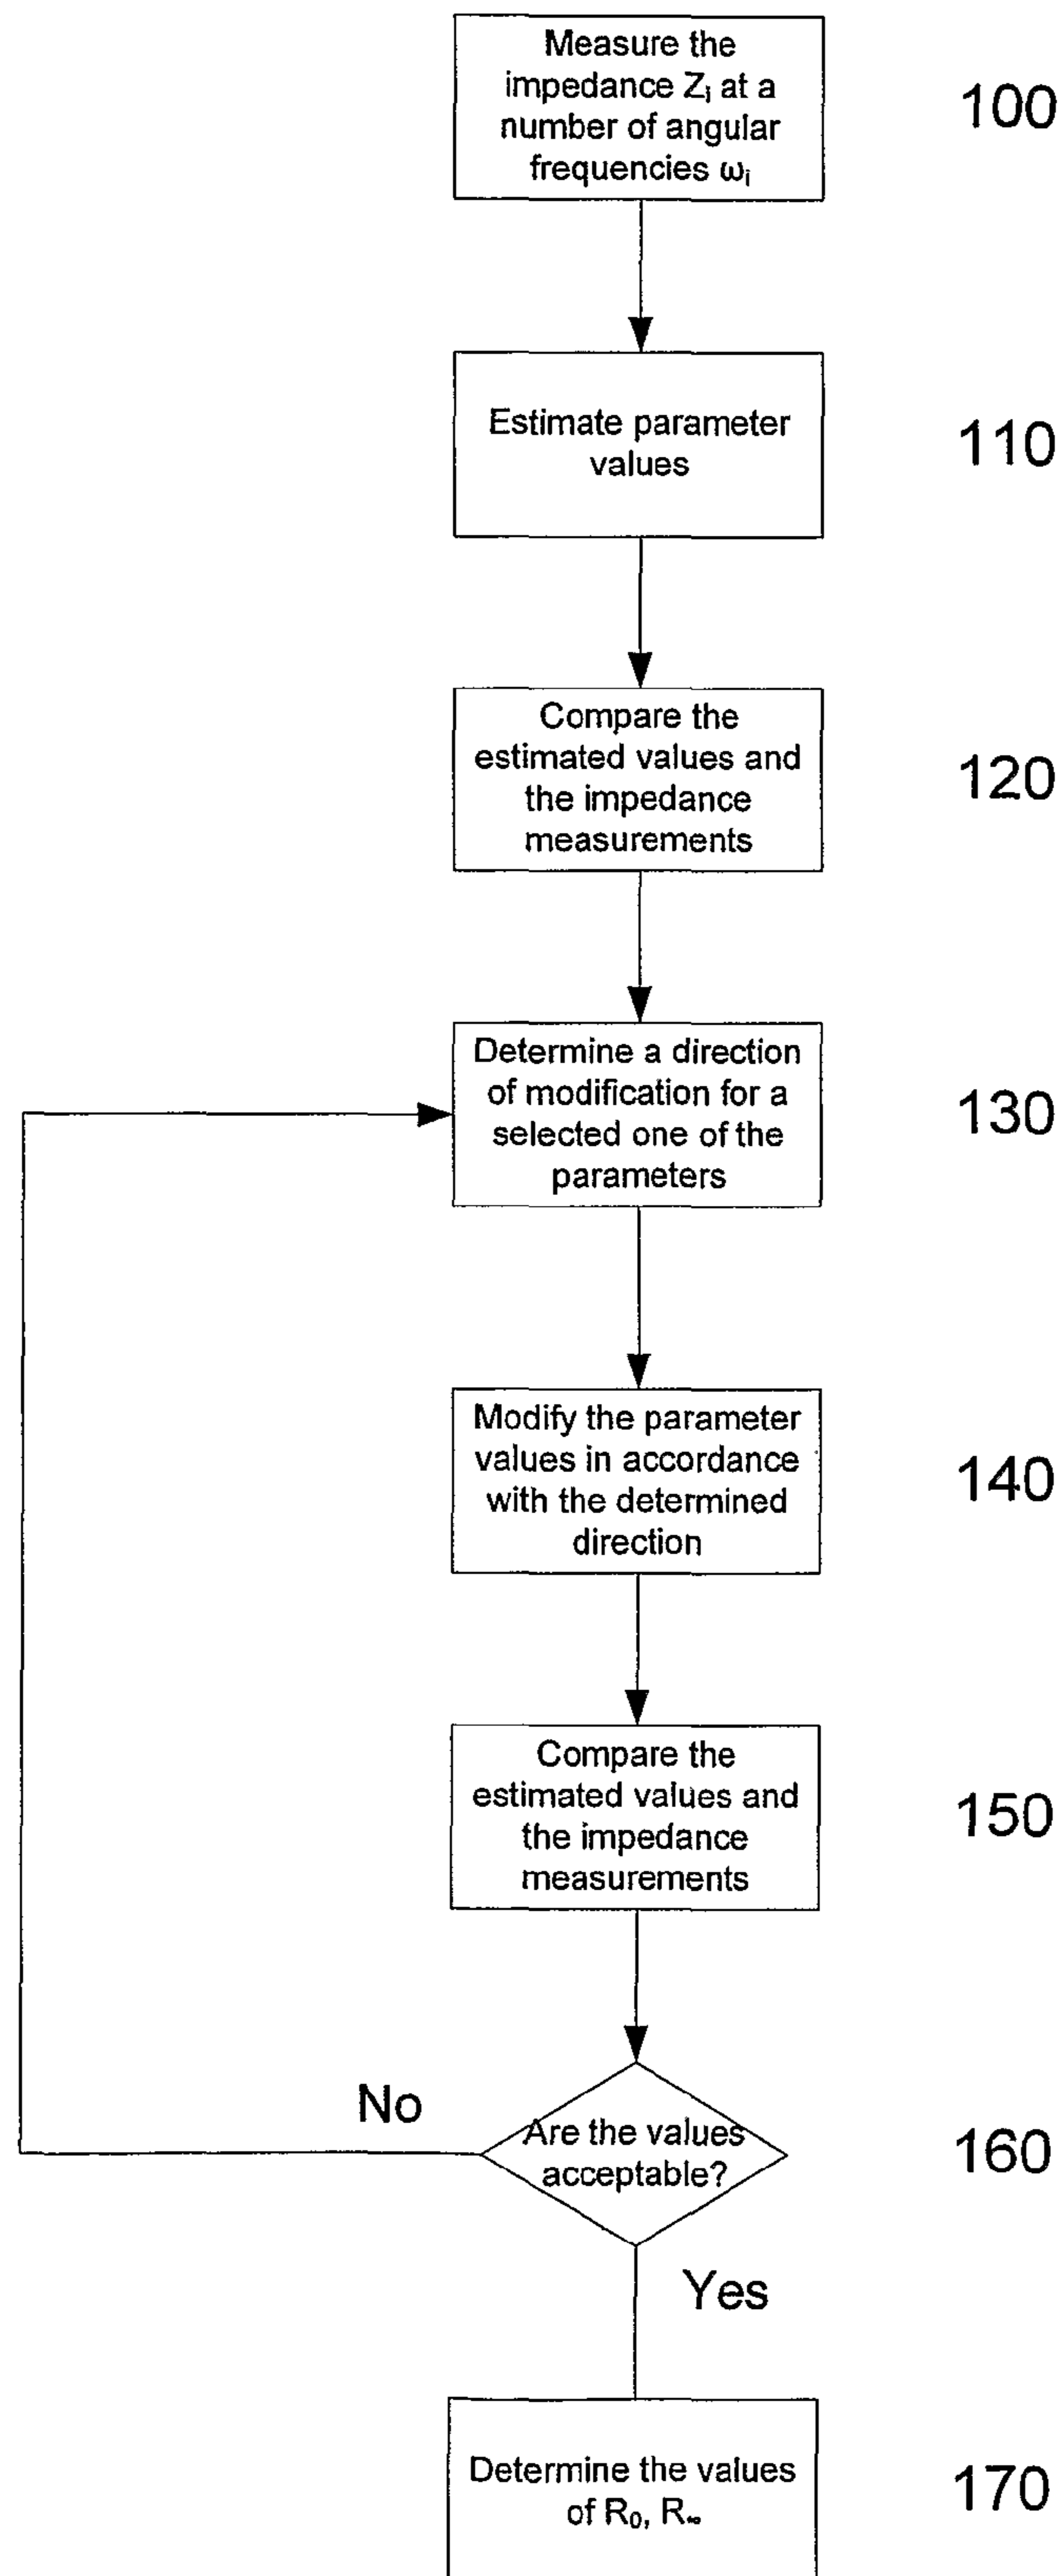 Measure the
impedance Zᵢ at a
number of angular
frequencies ωᵢ
100
Estimate parameter
values
110
Compare the
estimated values and
the impedance
measurements
120
Determine a direction
of modification for a
selected one of the
parameters
130
Modify the parameter
values in accordance
with the determined
direction
140
Compare the
estimated values and
the impedance
measurements
150
No
Are the values
acceptable?
160
Yes
Determine the values
of R₀, R∞
170